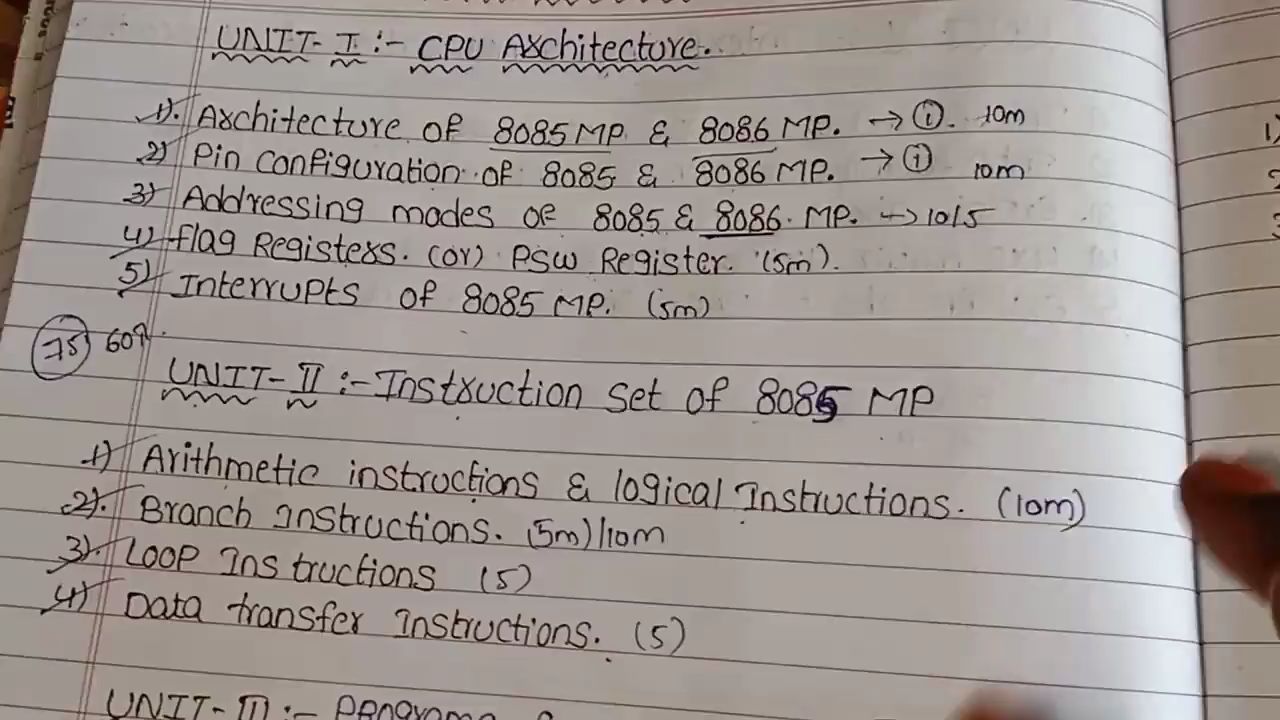 UNIT- I :- CPU Architecture.
1). Architecture of 8085 MP & 8086 MP. → ①. 10m
2) Pin configuration of 8085 & 8086 MP. → ① 10m
3) Addressing modes of 8085 & 8086. MP. → 10/5
4) flag Registers. (or) PSW Register. (5m).
5) Interrupts of 8085 MP. (5m)
75 60
UNIT- II :- Instruction set of 8085 MP
1) Arithmetic instructions & logical Instructions. (10m)
2). Branch instructions. (5m)/10m
3). Loop Instructions (5)
4) Data transfer Instructions. (5)
UNIT- III :-